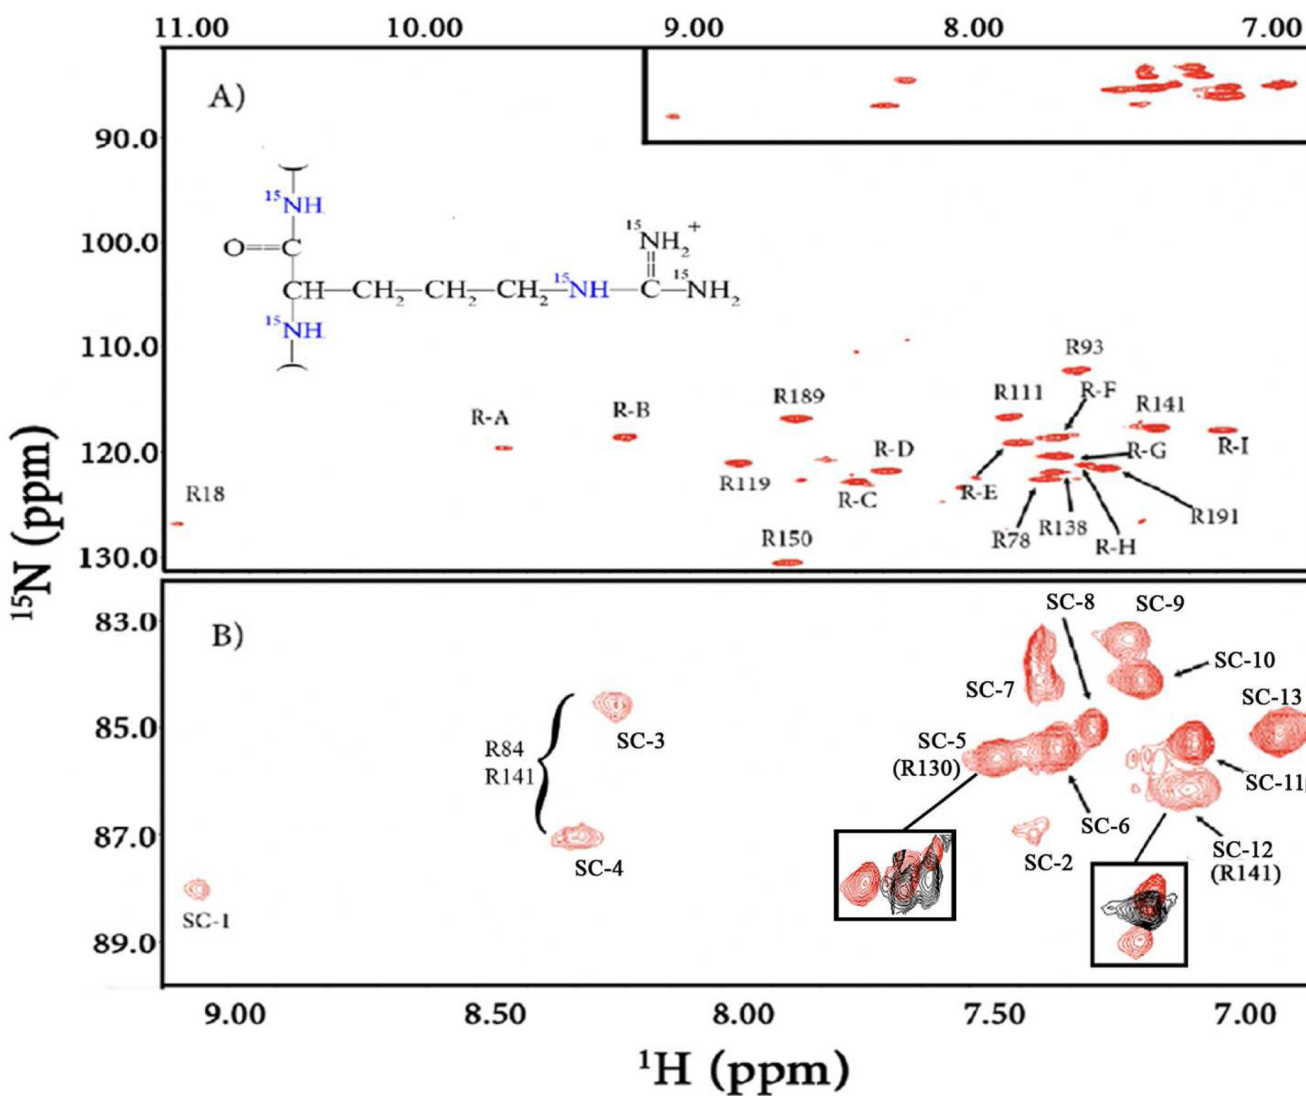 11.00 10.00 9.00 8.00 7.00
A)
90.0
100.0
110.0
120.0
130.0
15NH
O=C
CH—CH2—CH2—CH2—15NH—C—15NH2
15NH2+
15NH
R18
R-A
R-B
R189
R119
R150
R-D
R-C
R111
R93
R-F
R141
R-G
R-I
R-E
R78
R138
R-H
R191
15N (ppm)
B)
83.0
85.0
87.0
89.0
SC-8
SC-9
SC-10
SC-7
SC-13
SC-3
R84
R141
SC-5
(R130)
SC-11
SC-6
SC-4
SC-2
SC-12
(R141)
SC-1
9.00 8.50 8.00 7.50 7.00
1H (ppm)